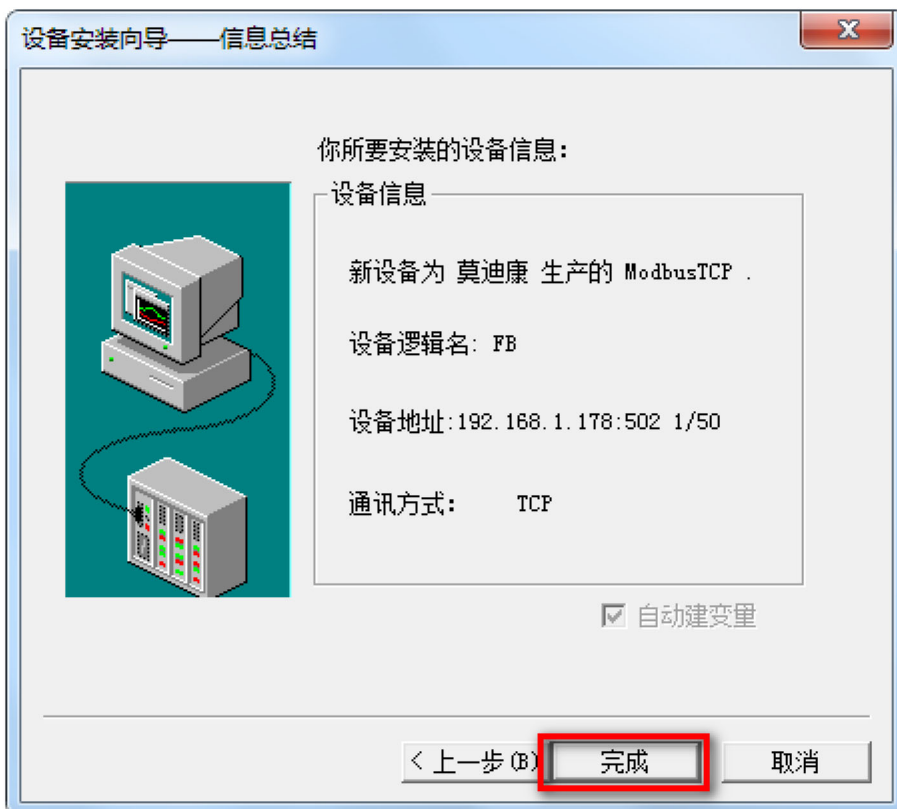 设备安装向导——信息总结
你所要安装的设备信息:
设备信息
新设备为 莫迪康 生产的 ModbusTCP .
设备逻辑名: FB
设备地址:192.168.1.178:502 1/50
通讯方式: TCP
自动建变量
< 上一步(B) 完成 取消